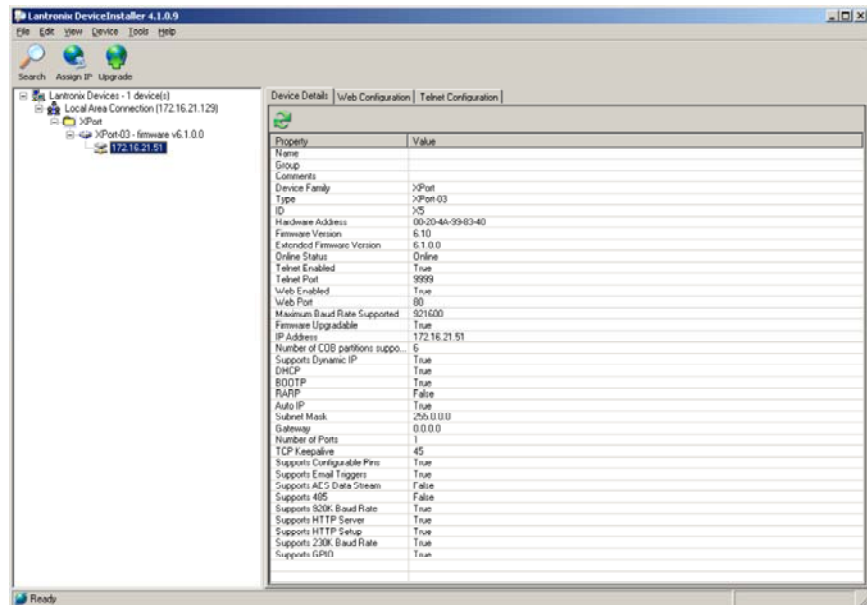 Lantronix DeviceInstaller 4.1.0.9
File Edit View Device Tools Help
Search Assign IP Upgrade
Lantronix Devices - 1 device(s)
Local Area Connection (172.16.21.129)
XPort
XPort-03 - firmware v6.1.0.0
172.16.21.51
Device Details Web Configuration Telnet Configuration
Property Value
Name
Group
Comments
Device Family XPort
Type XPort-03
ID X5
Hardware Address 00-20-4A-99-83-40
Firmware Version 6.10
Extended Firmware Version 6.1.0.0
Online Status Online
Telnet Enabled True
Telnet Port 9999
Web Enabled True
Web Port 80
Maximum Baud Rate Supported 921600
Firmware Upgradable True
IP Address 172.16.21.51
Number of COB partitions suppo... 6
Supports Dynamic IP True
DHCP True
BOOTP True
RARP False
Auto IP True
Subnet Mask 255.0.0.0
Gateway 0.0.0.0
Number of Ports 1
TCP Keepalive 45
Supports Configurable Pins True
Supports Email Triggers True
Supports AES Data Stream False
Supports 485 False
Supports 920K Baud Rate True
Supports HTTP Server True
Supports HTTP Setup True
Supports 230K Baud Rate True
Supports GPIO True
Ready